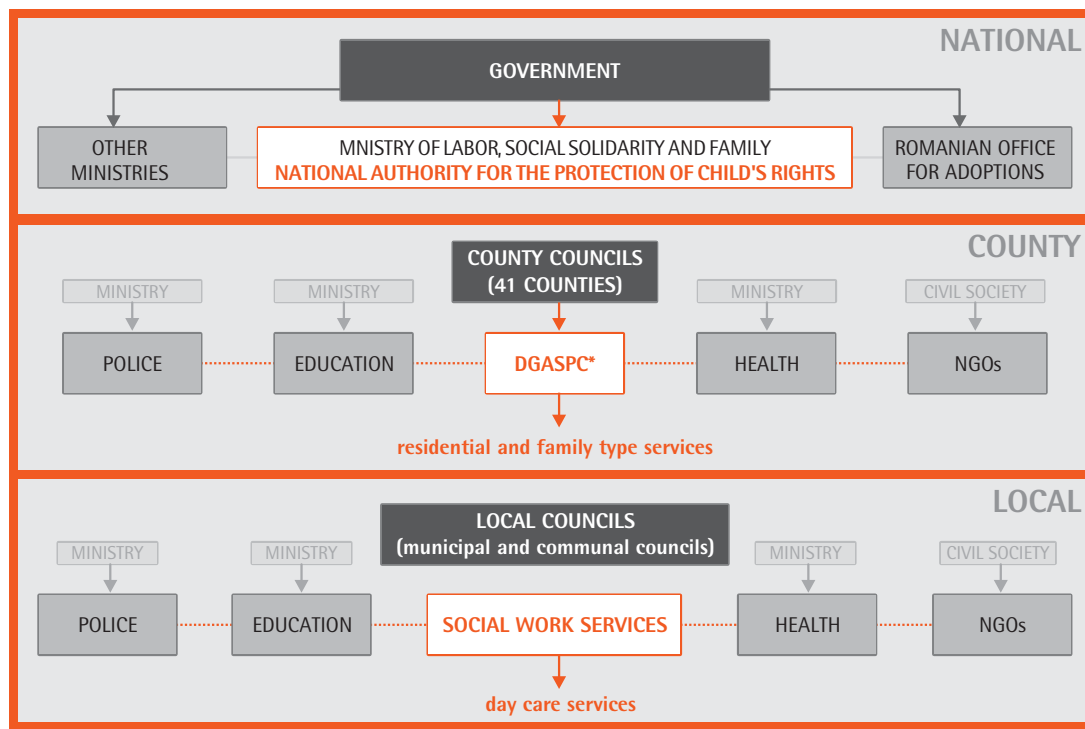 NATIONAL
GOVERNMENT
OTHER
MINISTRIES
MNISTRY OF LABOR, SOCIAL SOLIDARITY AND FAMILY
NATIONAL AUTHORITY FOR THE PROTECTION OF CHILD'S RIGHTS
ROMANIAN OFFICE
FOR ADOPTIONS
COUNTY
COUNTY COUNCILS
(41 COUNTIES)
MINISTRY
MINISTRY
MINISTRY
CIVIL SOCIETY
POLICE
EDUCATION
DGASPC*
HEALTH
NGOs
residential and family type services
LOCAL
LOCAL COUNCILS
(municipal and communal councils)
MINISTRY
MINISTRY
MINISTRY
CIVIL SOCIETY
POLICE
EDUCATION
SOCIAL WORK SERVICES
HEALTH
NGOs
day care services